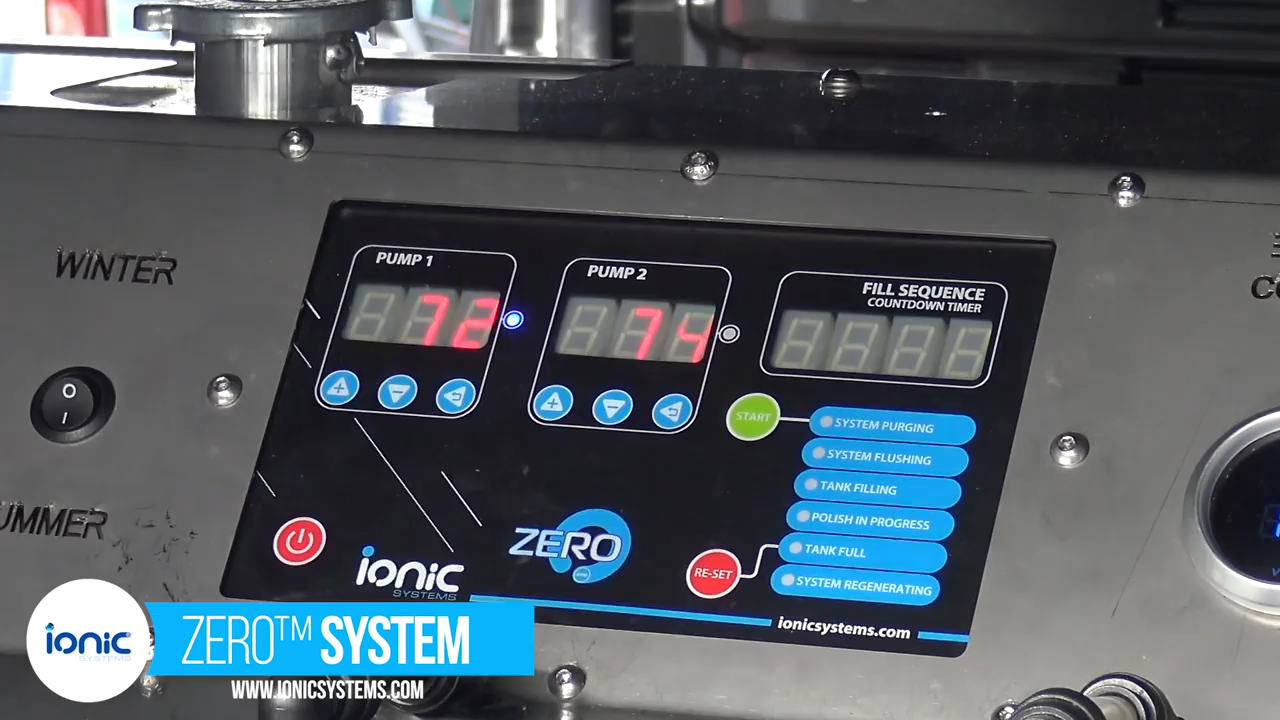 WINTER
PUMP 1
72
PUMP 2
74
FILL SEQUENCE
COUNTDOWN TIMER
START
SYSTEM PURGING
SYSTEM FLUSHING
TANK FILLING
POLISH IN PROGRESS
TANK FULL
SYSTEM REGENERATING
RE-SET
ZERO
ionic
SYSTEMS
ionicsystems.com
O
I
UMMER
ionic
SYSTEMS
ZERO™ SYSTEM
WWW.IONICSYSTEMS.COM